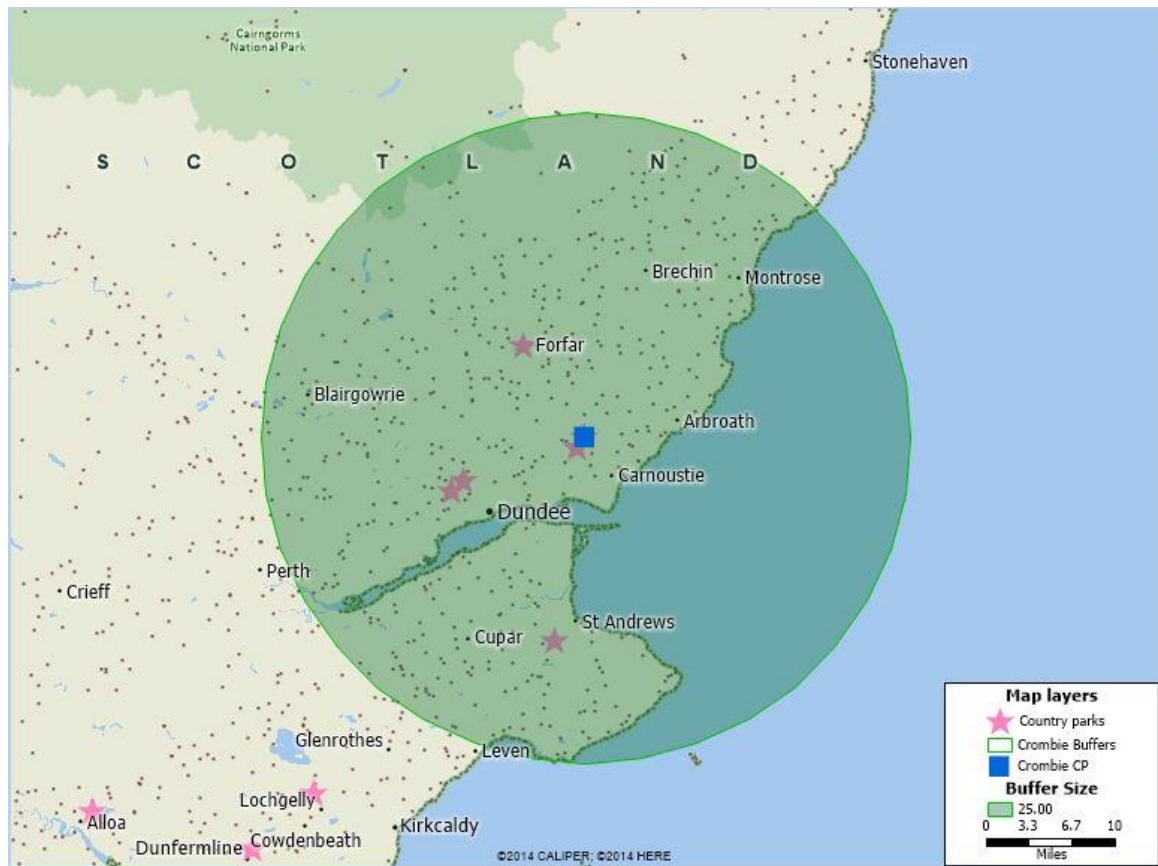 Cairngorms
National Park
Stonehaven
S C O T L A N D
Brechin
Montrose
Forfar
Blairgowrie
Arbroath
Carnoustie
Dundee
Perth
Crieff
St Andrews
Cupar
Glenrothes
Leven
Lochgelly
Alloa
Cowdenbeath
Kirkcaldy
Dunfermline
Map layers
Country parks
Crombie Buffers
Crombie CP
Buffer Size
25.00
0 3.3 6.7 10
Miles
©2014 CALIPER; ©2014 HERE